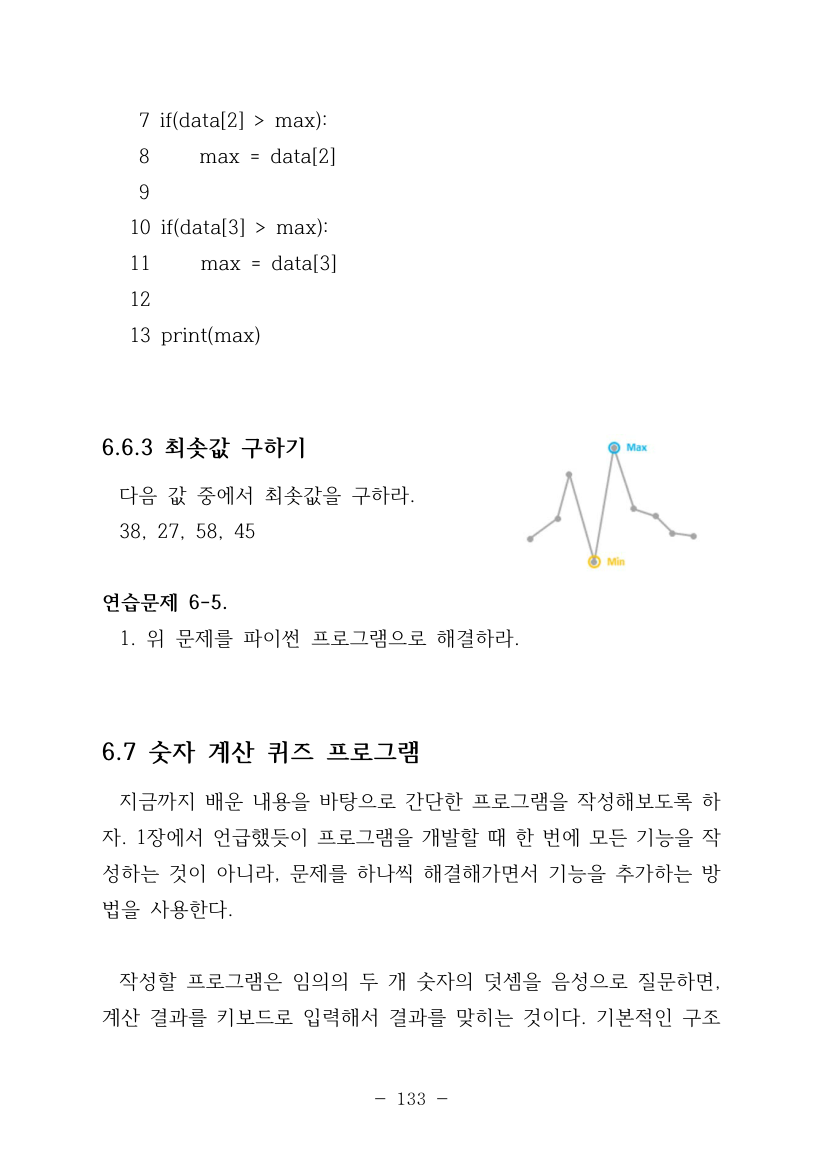 7 if(data[2] > max):
8     max = data[2]
9
10 if(data[3] > max):
11     max = data[3]
12
13 print(max)
6.6.3 최솟값 구하기
Max
다음 값 중에서 최솟값을 구하라.
38, 27, 58, 45
Min
연습문제 6-5.
1. 위 문제를 파이썬 프로그램으로 해결하라.
6.7 숫자 계산 퀴즈 프로그램
지금까지 배운 내용을 바탕으로 간단한 프로그램을 작성해보도록 하
자. 1장에서 언급했듯이 프로그램을 개발할 때 한 번에 모든 기능을 작
성하는 것이 아니라, 문제를 하나씩 해결해가면서 기능을 추가하는 방
법을 사용한다.
작성할 프로그램은 임의의 두 개 숫자의 덧셈을 음성으로 질문하면,
계산 결과를 키보드로 입력해서 결과를 맞히는 것이다. 기본적인 구조
- 133 -